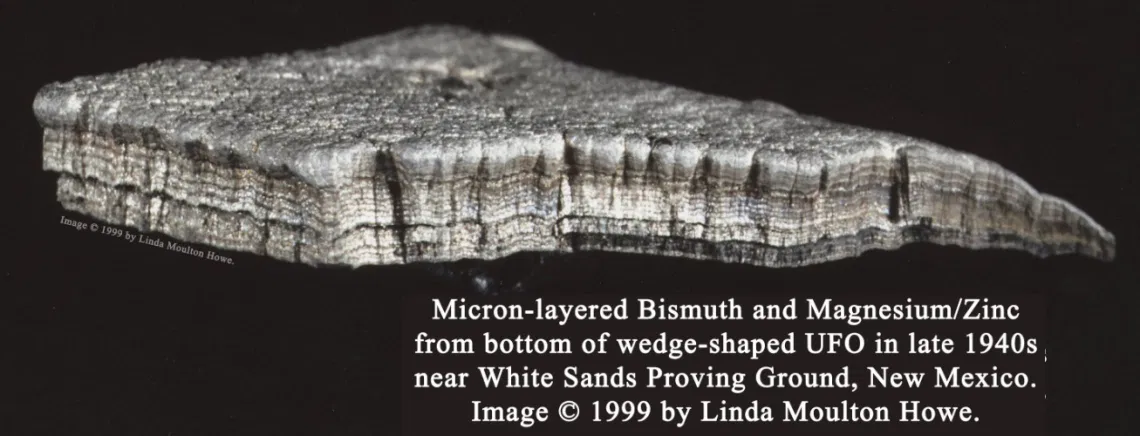 Image © 1999 by Linda Moulton Howe.
Micron-layered Bismuth and Magnesium/Zinc
from bottom of wedge-shaped UFO in late 1940s
near White Sands Proving Ground, New Mexico.
Image © 1999 by Linda Moulton Howe.